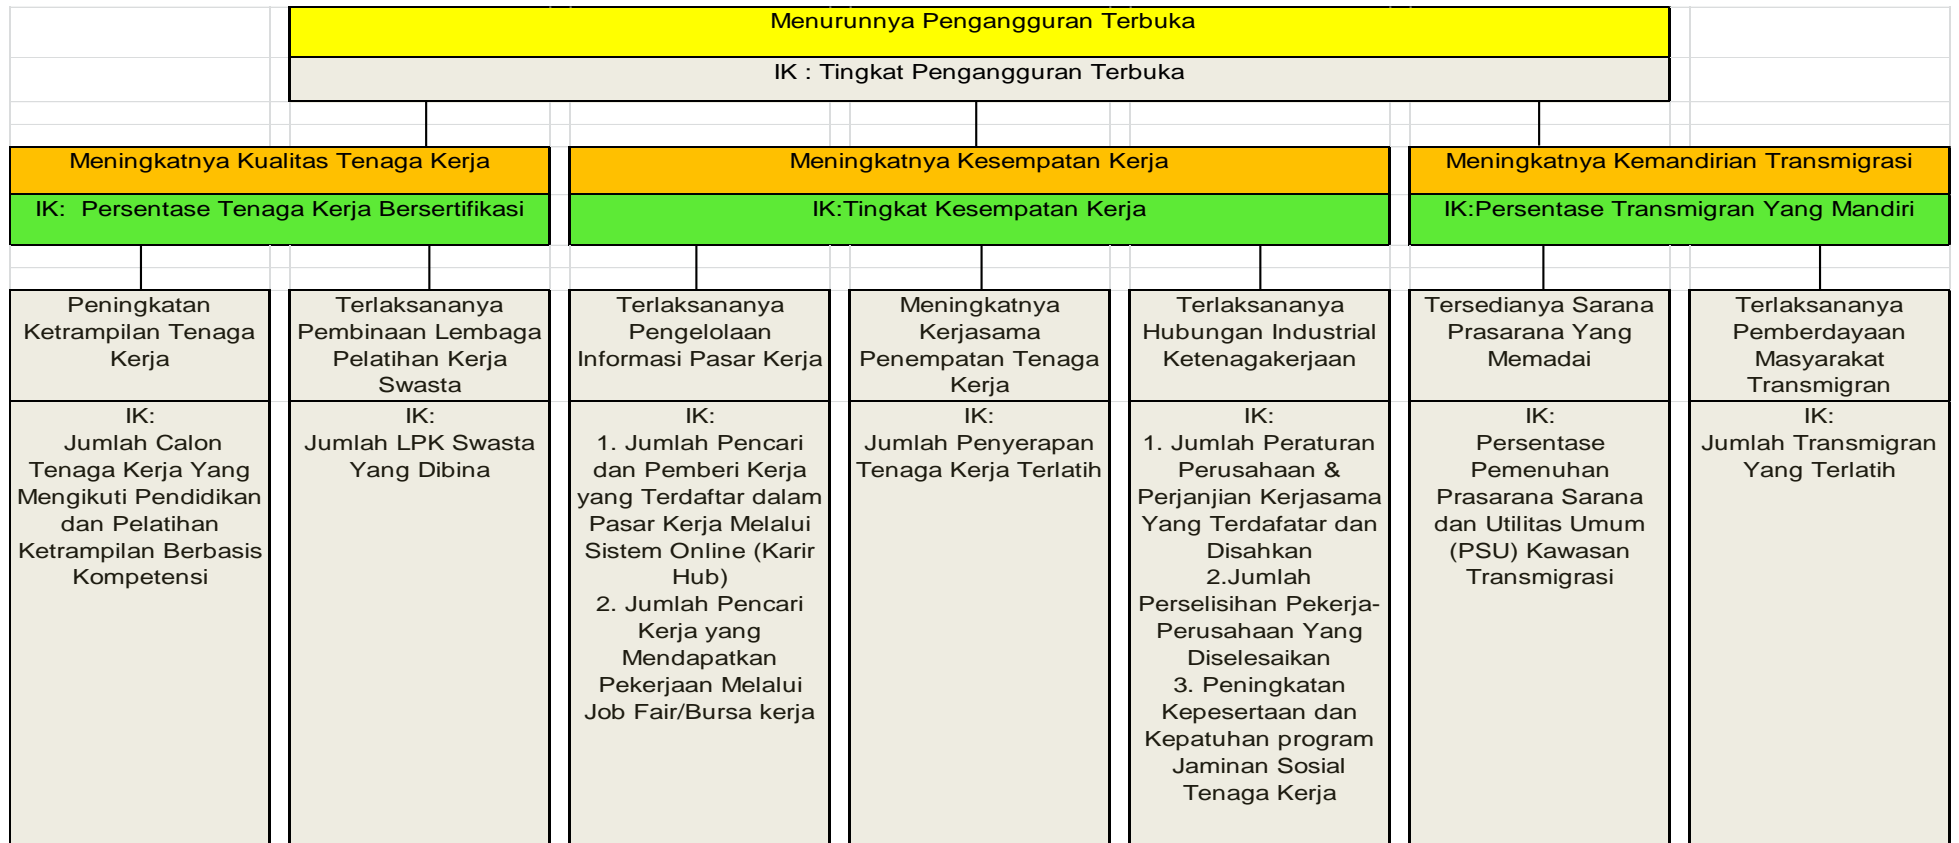 Menurunnya Pengangguran Terbuka
IK : Tingkat Pengangguran Terbuka
Meningkatnya Kualitas Tenaga Kerja
IK:  Persentase Tenaga Kerja Bersertifikasi
Meningkatnya Kesempatan Kerja
IK:Tingkat Kesempatan Kerja
Meningkatnya Kemandirian Transmigrasi
IK:Persentase Transmigran Yang Mandiri
Peningkatan
Ketrampilan Tenaga
Kerja
IK:
Jumlah Calon
Tenaga Kerja Yang
Mengikuti Pendidikan
dan Pelatihan
Ketrampilan Berbasis
Kompetensi
Terlaksananya
Pembinaan Lembaga
Pelatihan Kerja
Swasta
IK:
Jumlah LPK Swasta
Yang Dibina
Terlaksananya
Pengelolaan
Informasi Pasar Kerja
IK:
1. Jumlah Pencari
dan Pemberi Kerja
yang Terdaftar dalam
Pasar Kerja Melalui
Sistem Online (Karir
Hub)
2. Jumlah Pencari
Kerja yang
Mendapatkan
Pekerjaan Melalui
Job Fair/Bursa kerja
Meningkatnya
Kerjasama
Penempatan Tenaga
Kerja
IK:
Jumlah Penyerapan
Tenaga Kerja Terlatih
Terlaksananya
Hubungan Industrial
Ketenagakerjaan
IK:
1. Jumlah Peraturan
Perusahaan &
Perjanjian Kerjasama
Yang Terdafatar dan
Disahkan
2.Jumlah
Perselisihan Pekerja-
Perusahaan Yang
Diselesaikan
3. Peningkatan
Kepesertaan dan
Kepatuhan program
Jaminan Sosial
Tenaga Kerja
Tersedianya Sarana
Prasarana Yang
Memadai
IK:
Persentase
Pemenuhan
Prasarana Sarana
dan Utilitas Umum
(PSU) Kawasan
Transmigrasi
Terlaksananya
Pemberdayaan
Masyarakat
Transmigran
IK:
Jumlah Transmigran
Yang Terlatih